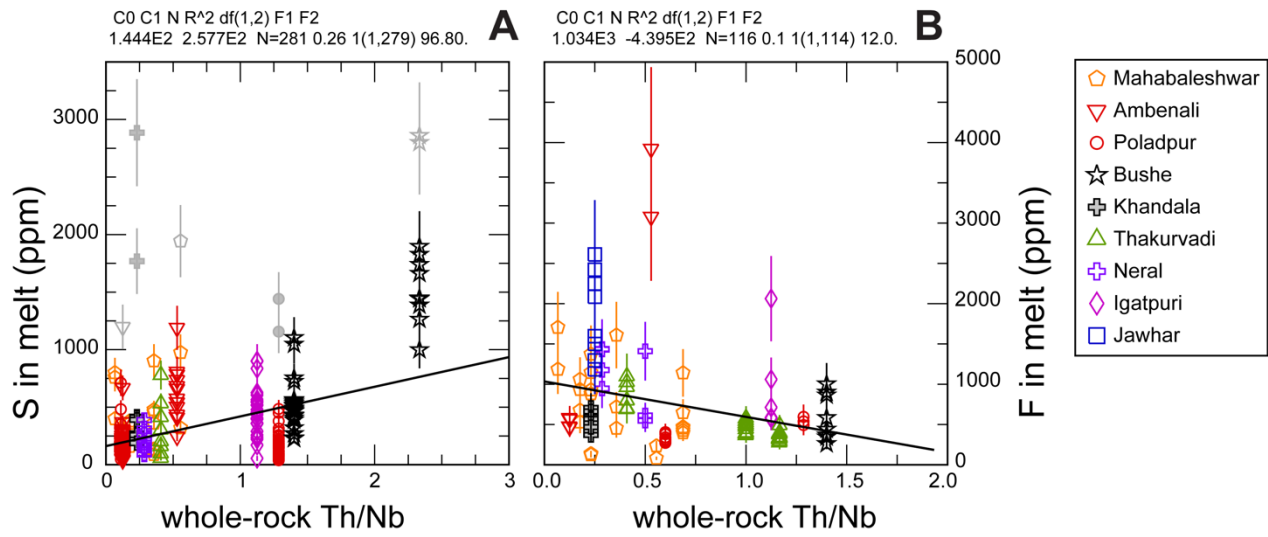 C0 C1 N R^2 df(1,2) F1 F2
1.444E2 2.577E2 N=281 0.26 1(1,279) 96.80.
A
3000
2000
1000
0
S in melt (ppm)
0 1 2 3
whole-rock Th/Nb
C0 C1 N R^2 df(1,2) F1 F2
1.034E3 -4.395E2 N=116 0.1 1(1,114) 12.0.
B
5000
4000
3000
2000
1000
0
F in melt (ppm)
0.0 0.5 1.0 1.5 2.0
whole-rock Th/Nb
Mahabaleshwar
Ambenali
Poladpur
Bushe
Khandala
Thakurvadi
Neral
Igatpuri
Jawhar